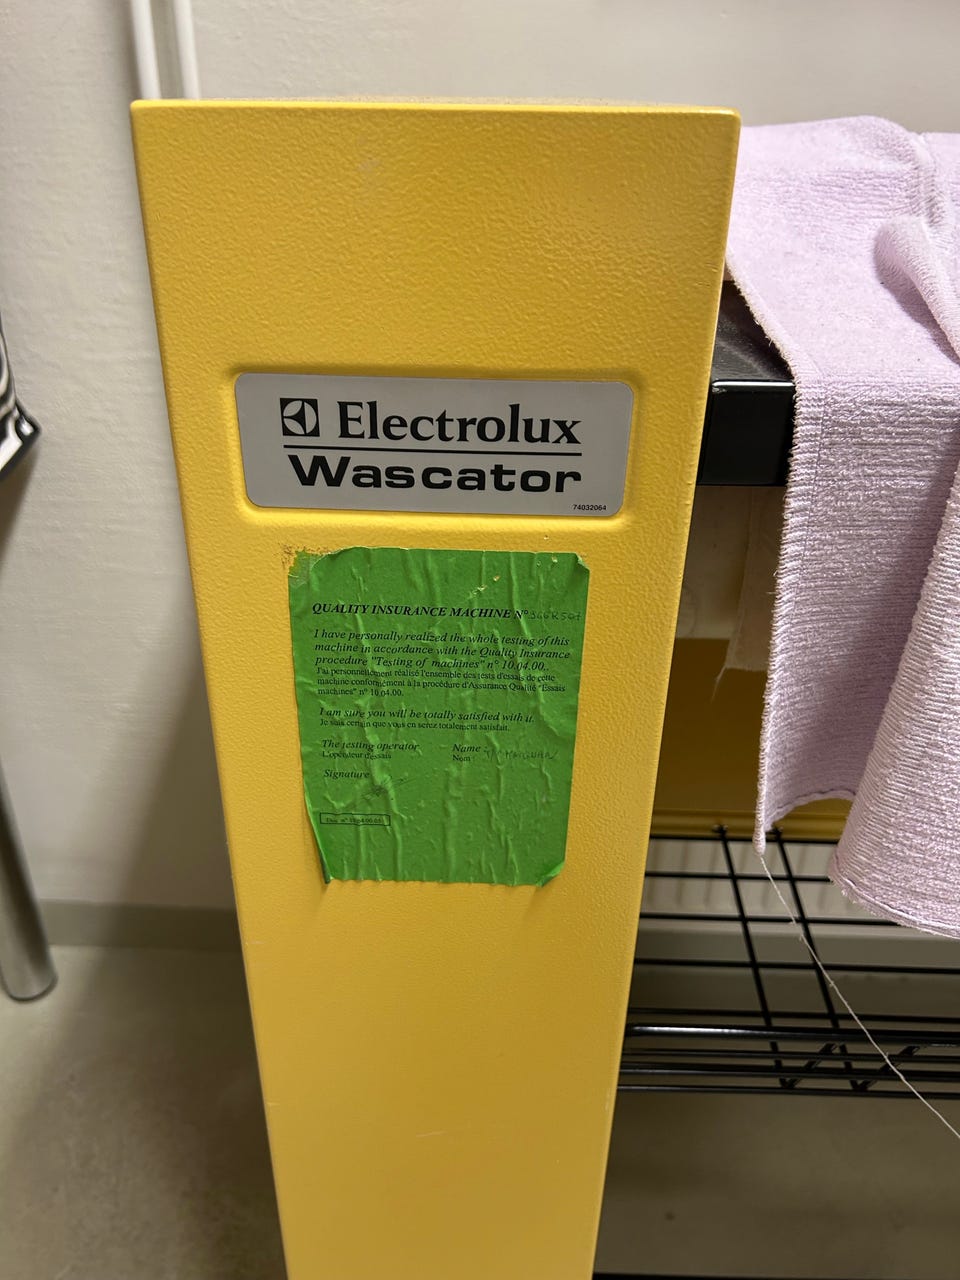 Electrolux
Wascator
74032064
QUALITY INSURANCE MACHINE N°
I have personally realized the whole testing of this
machine in accordance with the Quality Insurance
procedure "Testing of machines" n° 10.04.00..
J'ai personnellement réalisé l'ensemble des tests d'essais de cette
machine conformément à la procédure d'Assurance Qualité "Essais
machines" n° 10.04.00.
I am sure you will be totally satisfied with it.
Je suis certain que vous en serez totalement satisfait.
The testing operator Name :
L'opérateur d'essais Nom :
Signature
Doc. n°